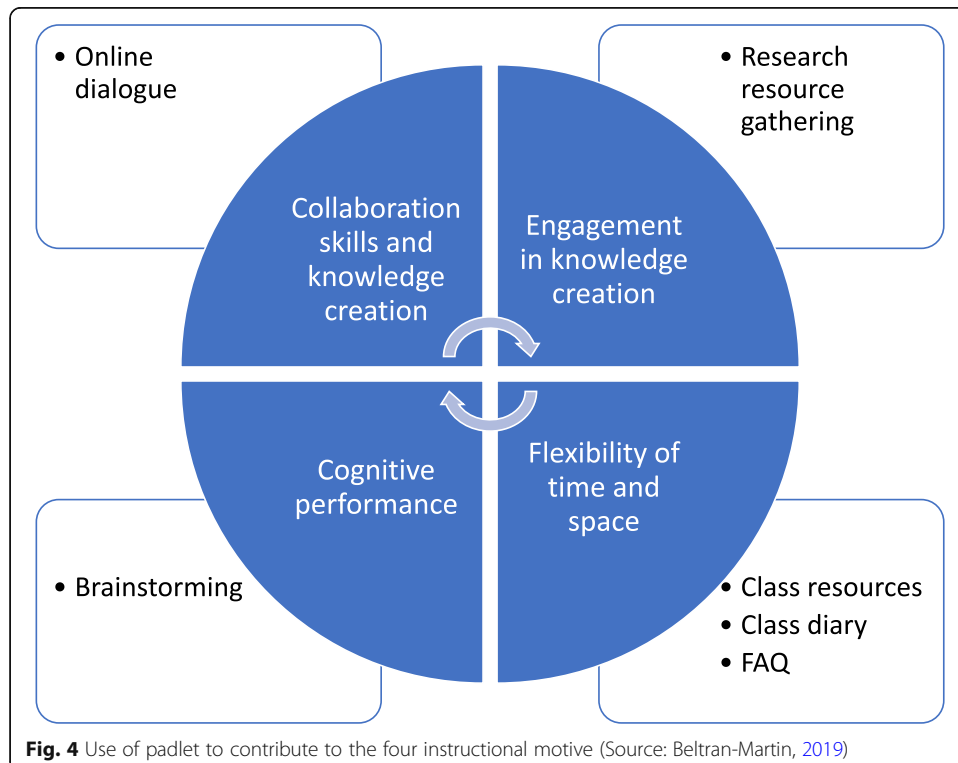 • Online
dialogue
• Research
resource
gathering
Collaboration
skills and
knowledge
creation
Engagement
in knowledge
creation
Cognitive
performance
Flexibility of
time and
space
• Brainstorming
• Class resources
• Class diary
• FAQ
Fig. 4 Use of padlet to contribute to the four instructional motive (Source: Beltran-Martin, 2019)